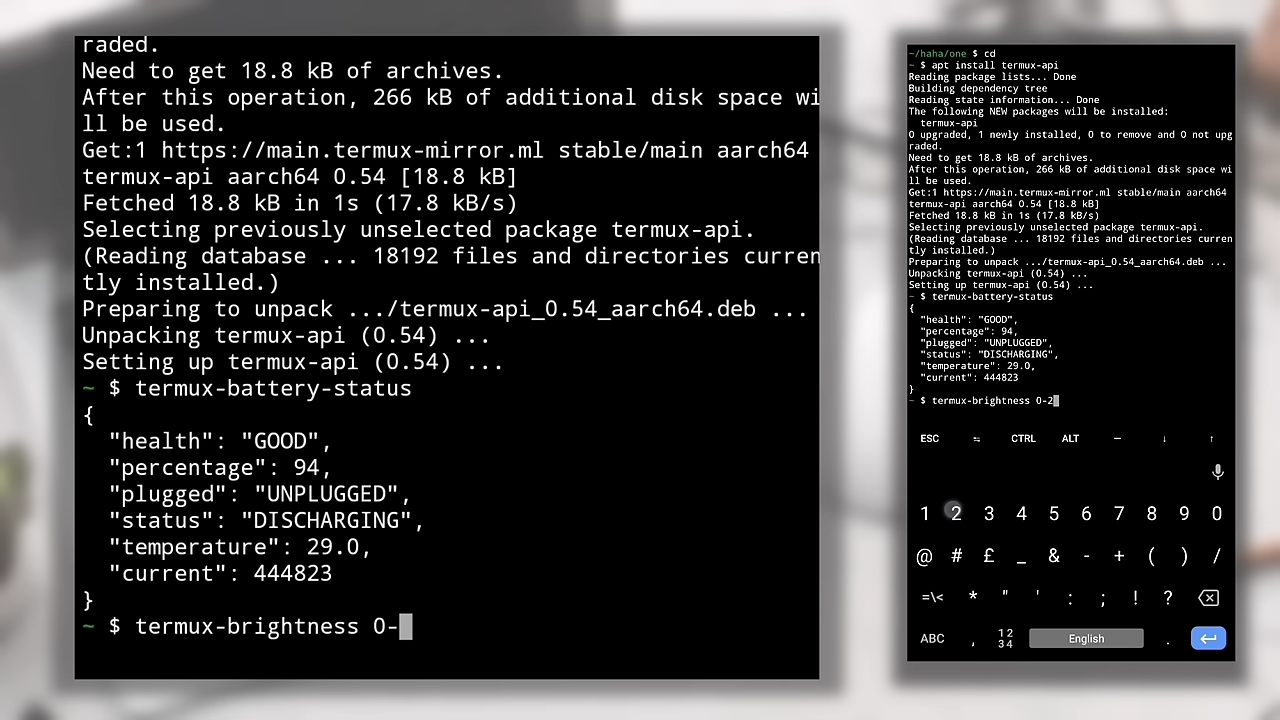 raded.
Need to get 18.8 kB of archives.
After this operation, 266 kB of additional disk space wi
ll be used.
Get:1 https://main.termux-mirror.ml stable/main aarch64
termux-api aarch64 0.54 [18.8 kB]
Fetched 18.8 kB in 1s (17.8 kB/s)
Selecting previously unselected package termux-api.
(Reading database ... 18192 files and directories curren
tly installed.)
Preparing to unpack .../termux-api_0.54_aarch64.deb ...
Unpacking termux-api (0.54) ...
Setting up termux-api (0.54) ...
~ $ termux-battery-status
{
  "health": "GOOD",
  "percentage": 94,
  "plugged": "UNPLUGGED",
  "status": "DISCHARGING",
  "temperature": 29.0,
  "current": 444823
}
~ $ termux-brightness 0-
~/haha/one $ cd
~ $ apt install termux-api
Reading package lists... Done
Building dependency tree
Reading state information... Done
The following NEW packages will be installed:
  termux-api
0 upgraded, 1 newly installed, 0 to remove and 0 not upg
raded.
Need to get 18.8 kB of archives.
After this operation, 266 kB of additional disk space wi
ll be used.
Get:1 https://main.termux-mirror.ml stable/main aarch64
termux-api aarch64 0.54 [18.8 kB]
Fetched 18.8 kB in 1s (17.8 kB/s)
Selecting previously unselected package termux-api.
(Reading database ... 18192 files and directories curren
tly installed.)
Preparing to unpack .../termux-api_0.54_aarch64.deb ...
Unpacking termux-api (0.54) ...
Setting up termux-api (0.54) ...
~ $ termux-battery-status
{
  "health": "GOOD",
  "percentage": 94,
  "plugged": "UNPLUGGED",
  "status": "DISCHARGING",
  "temperature": 29.0,
  "current": 444823
}
~ $ termux-brightness 0-2
ESC ⇆ CTRL ALT — ↓ ↑
1 2 3 4 5 6 7 8 9 0
@ # £ _ & - + ( ) /
=\< * " ' : ; ! ?
ABC , 12 English .
34